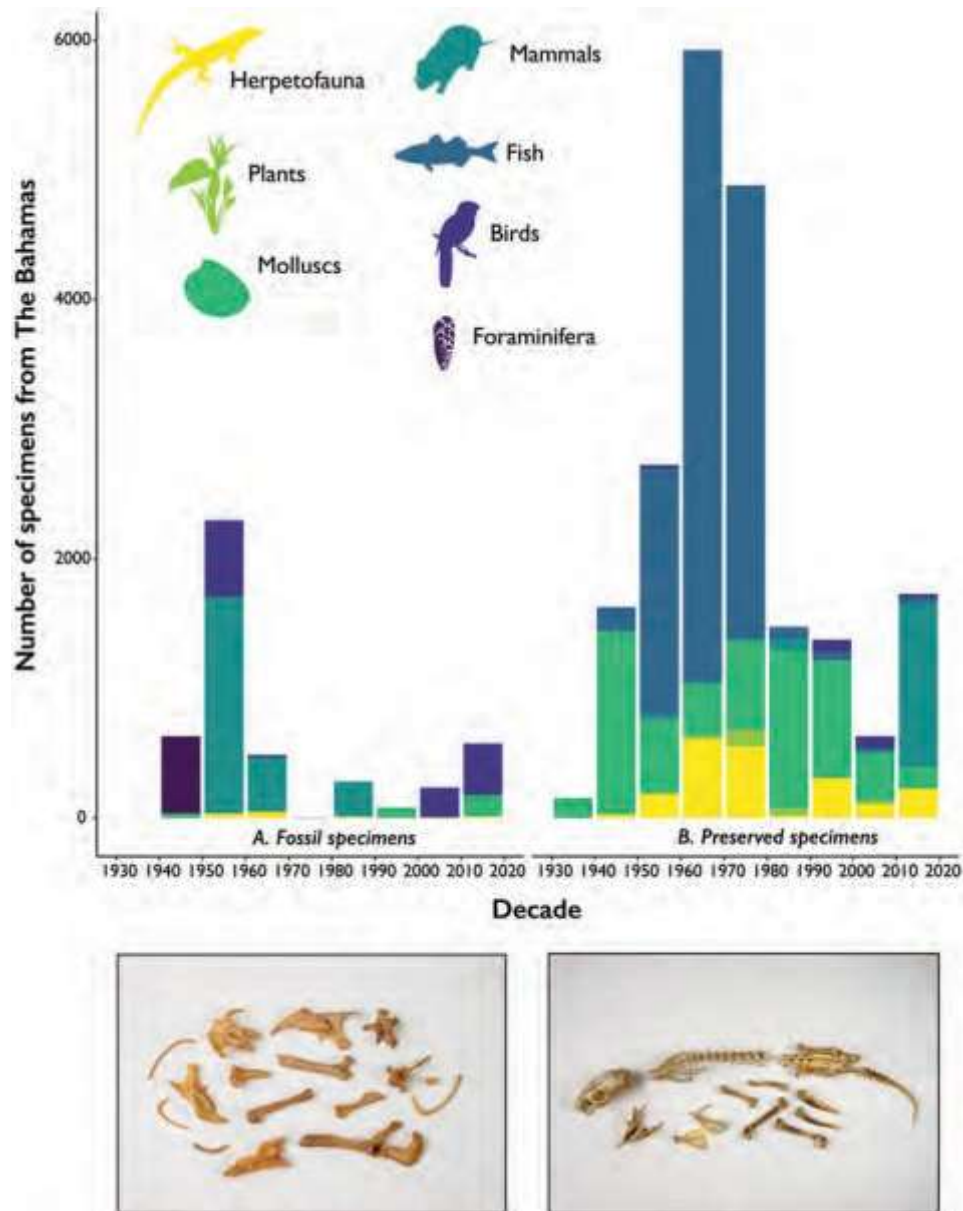 Number of specimens from The Bahamas
6000
4000
2000
0
Herpetofauna
Plants
Molluscs
Mammals
Fish
Birds
Foraminifera
A. Fossil specimens
B. Preserved specimens
1930 1940 1950 1960 1970 1980 1990 2000 2010 2020
1930 1940 1950 1960 1970 1980 1990 2000 2010 2020
Decade